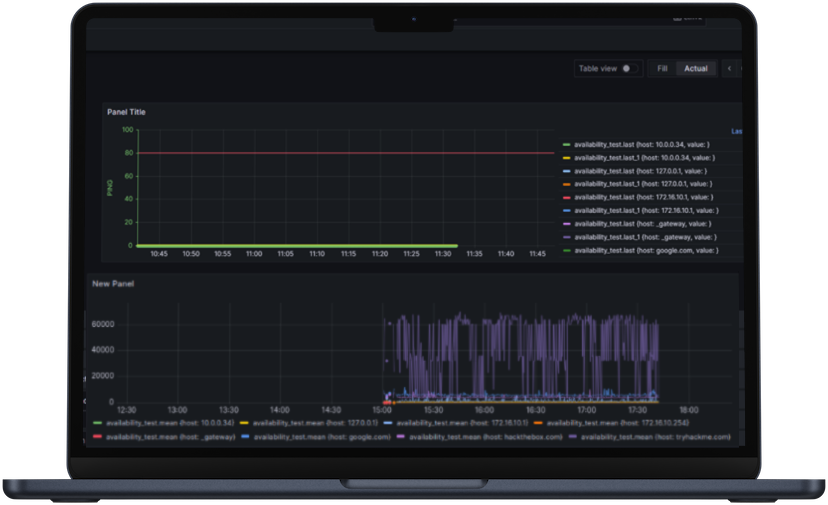 Table view Fill Actual <
Panel Title
Las
100
80
60
40
20
0
PING
10:45 10:50 10:55 11:00 11:05 11:10 11:15 11:20 11:25 11:30 11:35 11:40 11:45
availability_test.last {host: 10.0.0.34, value: }
availability_test.last_1 {host: 10.0.0.34, value: }
availability_test.last {host: 127.0.0.1, value: }
availability_test.last_1 {host: 127.0.0.1, value: }
availability_test.last {host: 172.16.10.1, value: }
availability_test.last_1 {host: 172.16.10.1, value: }
availability_test.last {host: _gateway, value: }
availability_test.last_1 {host: _gateway, value: }
availability_test.last {host: google.com, value: }
New Panel
60000
40000
20000
0
12:30 13:00 13:30 14:00 14:30 15:00 15:30 16:00 16:30 17:00 17:30 18:00
availability_test.mean {host: 10.0.0.34} availability_test.mean {host: 127.0.0.1} availability_test.mean {host: 172.16.10.1} availability_test.mean {host: 172.16.10.254}
availability_test.mean {host: _gateway} availability_test.mean {host: google.com} availability_test.mean {host: hackthebox.com} availability_test.mean {host: tryhackme.com}